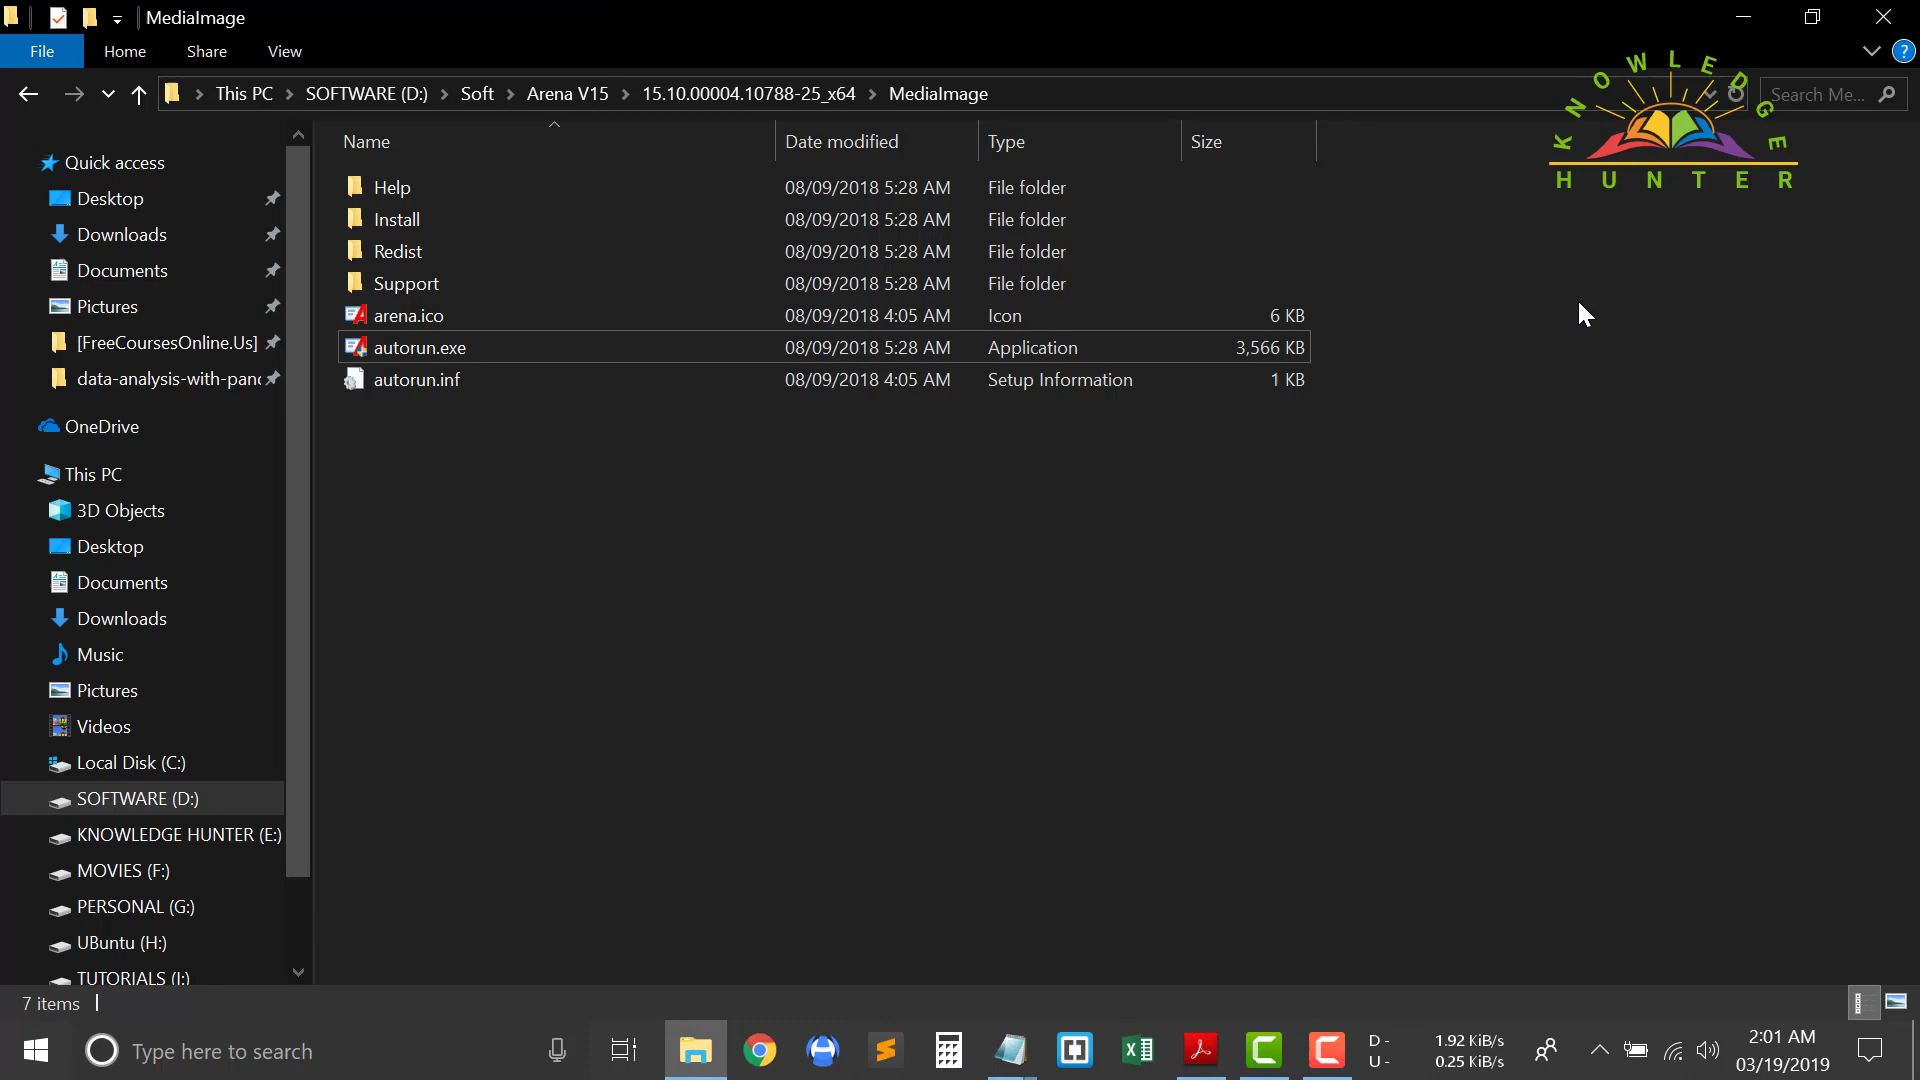 MediaImage
File Home Share View
This PC SOFTWARE (D:) Soft Arena V15 15.10.00004.10788-25_x64 MediaImage Search Me...
KNOWLEDGE
HUNTER
Name Date modified Type Size
Help 08/09/2018 5:28 AM File folder
Install 08/09/2018 5:28 AM File folder
Redist 08/09/2018 5:28 AM File folder
Support 08/09/2018 5:28 AM File folder
arena.ico 08/09/2018 4:05 AM Icon 6 KB
autorun.exe 08/09/2018 5:28 AM Application 3,566 KB
autorun.inf 08/09/2018 4:05 AM Setup Information 1 KB
Quick access
Desktop
Downloads
Documents
Pictures
[FreeCoursesOnline.Us]
data-analysis-with-pan
OneDrive
This PC
3D Objects
Desktop
Documents
Downloads
Music
Pictures
Videos
Local Disk (C:)
SOFTWARE (D:)
KNOWLEDGE HUNTER (E:)
MOVIES (F:)
PERSONAL (G:)
UBuntu (H:)
TUTORIALS (I:)
7 items
Type here to search
D - 1.92 KiB/s
U - 0.25 KiB/s
2:01 AM
03/19/2019